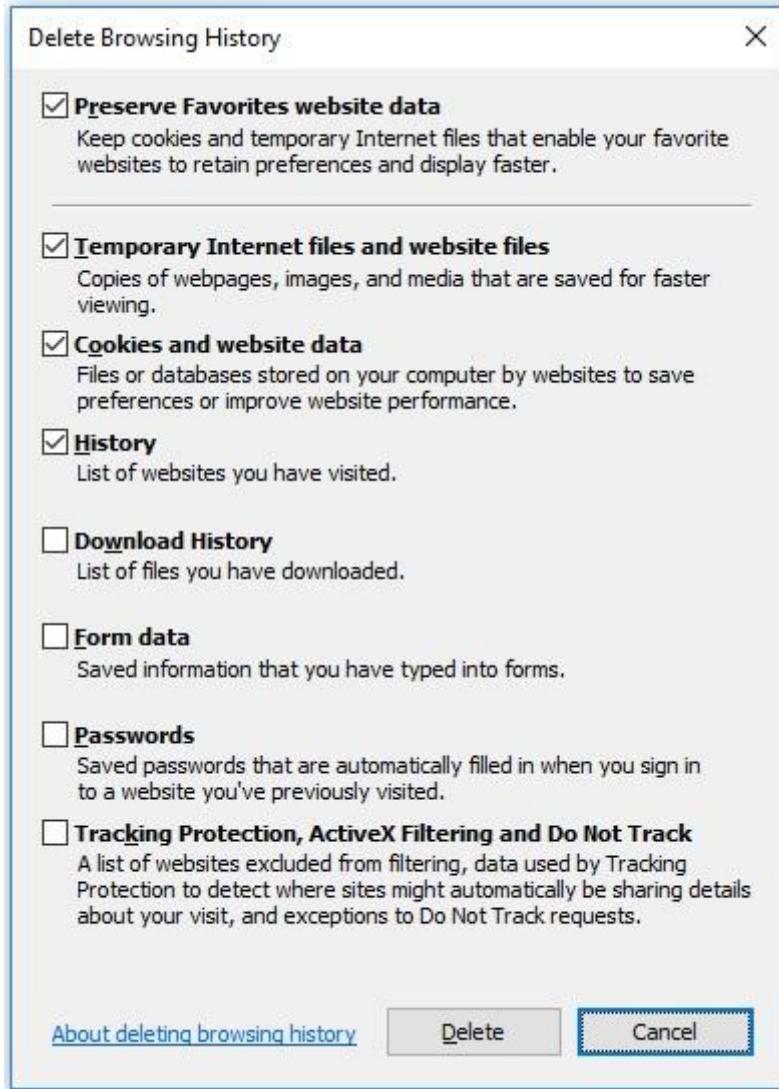 Delete Browsing History
Preserve Favorites website data
Keep cookies and temporary Internet files that enable your favorite
websites to retain preferences and display faster.
Temporary Internet files and website files
Copies of webpages, images, and media that are saved for faster
viewing.
Cookies and website data
Files or databases stored on your computer by websites to save
preferences or improve website performance.
History
List of websites you have visited.
Download History
List of files you have downloaded.
Form data
Saved information that you have typed into forms.
Passwords
Saved passwords that are automatically filled in when you sign in
to a website you've previously visited.
Tracking Protection, ActiveX Filtering and Do Not Track
A list of websites excluded from filtering, data used by Tracking
Protection to detect where sites might automatically be sharing details
about your visit, and exceptions to Do Not Track requests.
About deleting browsing history Delete Cancel